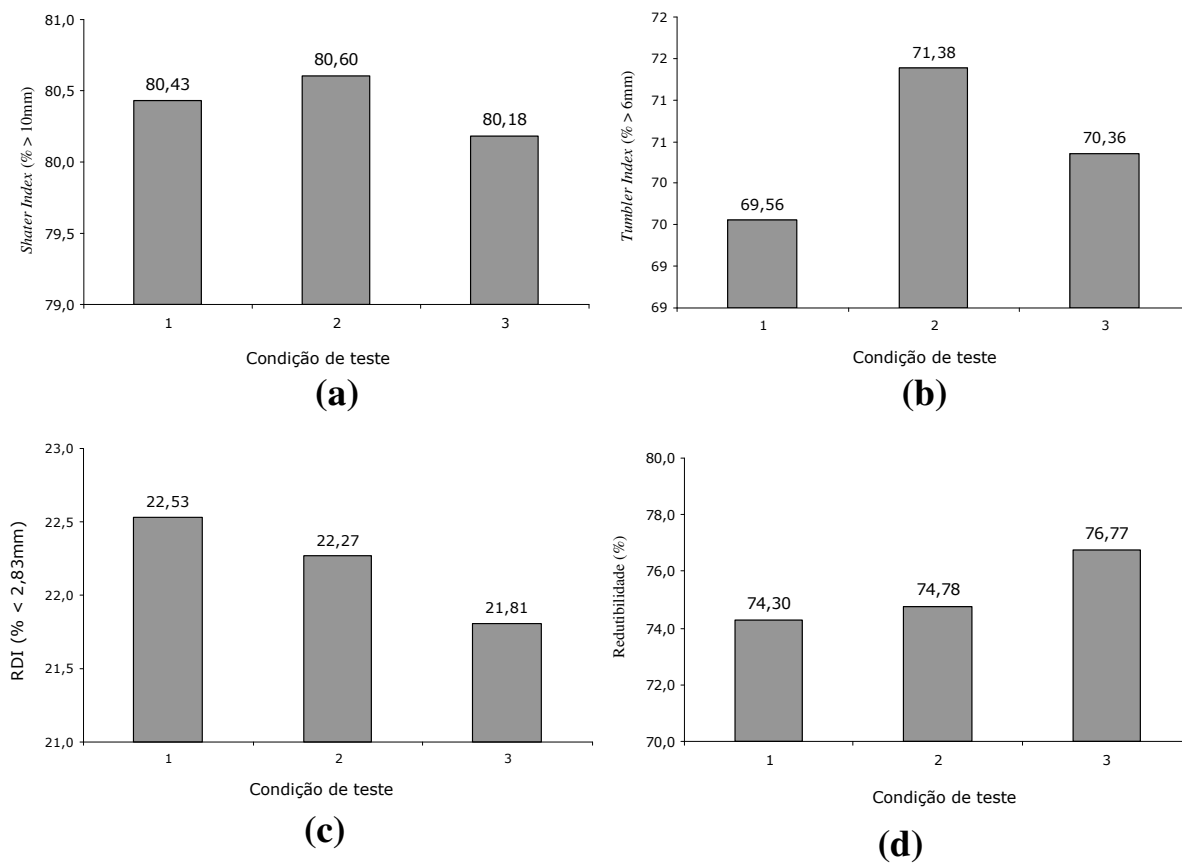 81,0
80,5
80,0
79,5
79,0
Shater Index (% > 10mm)
80,43
80,60
80,18
1 2 3
Condição de teste
(a)
72
72
71
71
70
70
69
69
Tumbler Index (% > 6mm)
69,56
71,38
70,36
1 2 3
Condição de teste
(b)
23,0
22,5
22,0
21,5
21,0
RDI (% < 2,83mm)
22,53
22,27
21,81
1 2 3
Condição de teste
(c)
80,0
78,0
76,0
74,0
72,0
70,0
Redutibilidade (%)
74,30
74,78
76,77
1 2 3
Condição de teste
(d)